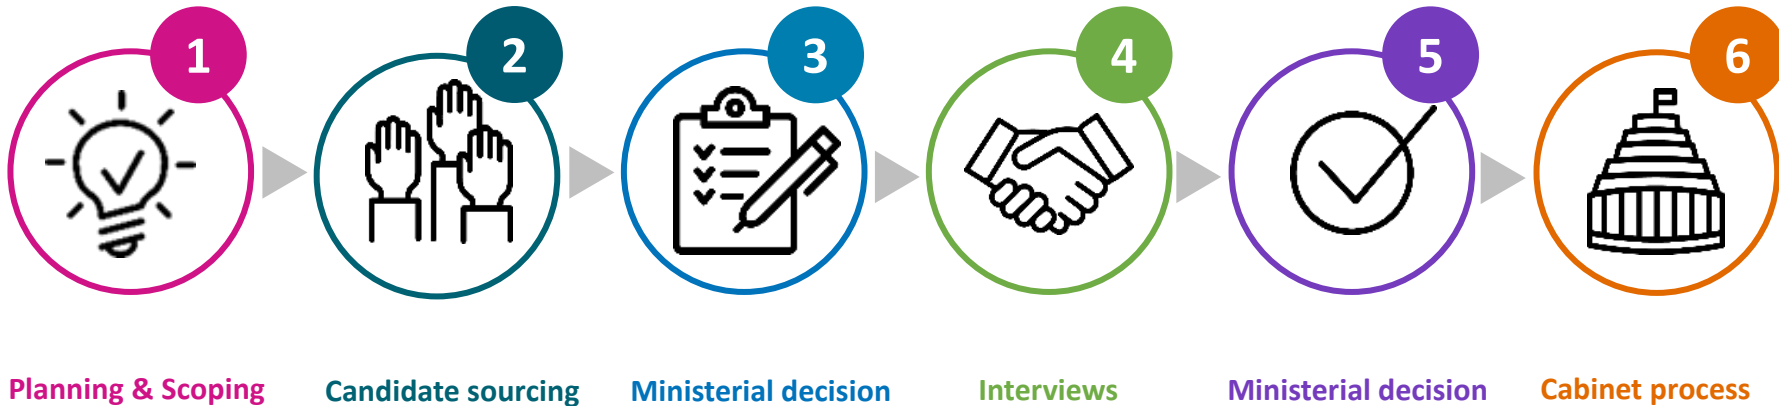 1
2
3
4
5
6
Planning & Scoping
Candidate sourcing
Ministerial decision
Interviews
Ministerial decision
Cabinet process